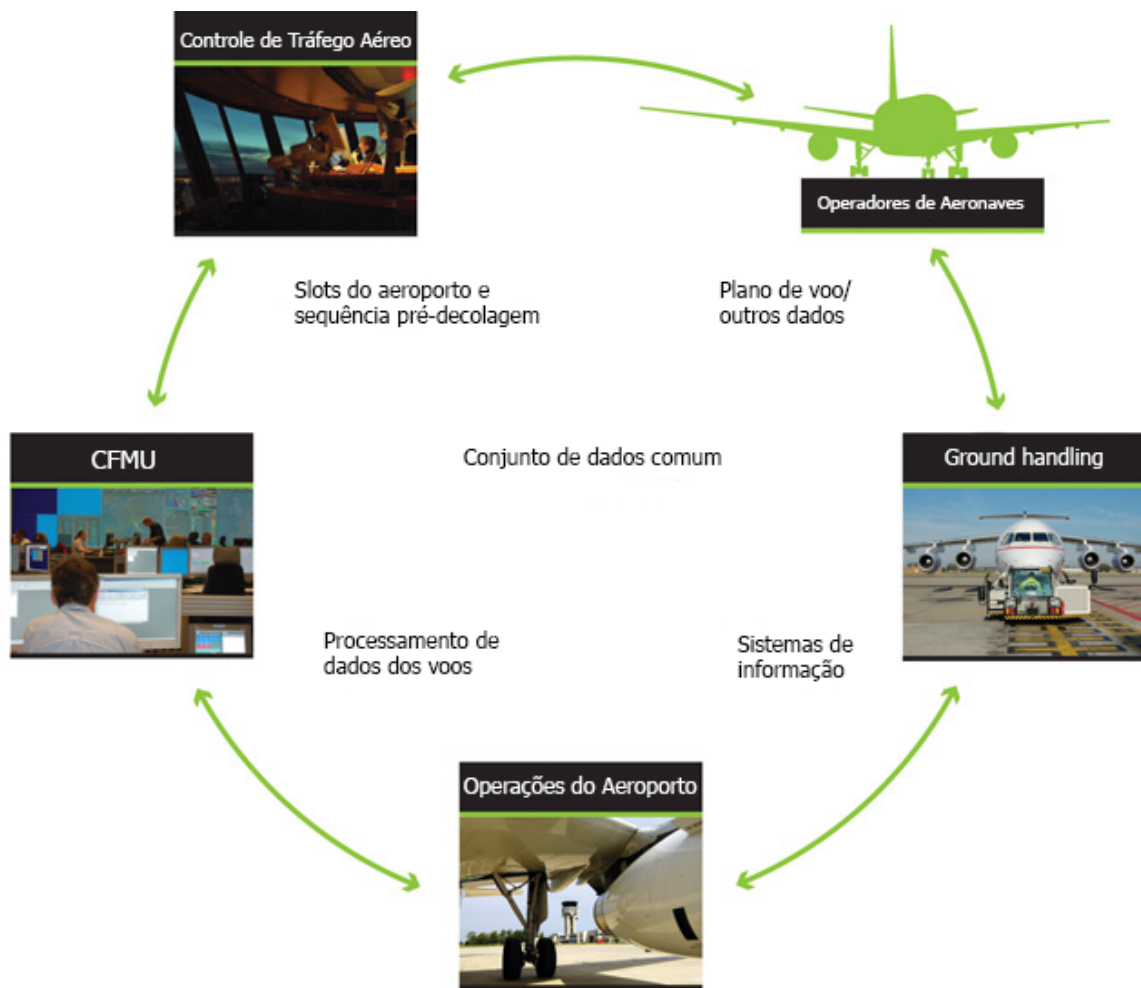 Controle de Tráfego Aéreo
Operadores de Aeronaves
Slots do aeroporto e
sequência pré-decolagem
Plano de voo/
outros dados
CFMU
Conjunto de dados comum
Ground handling
Processamento de
dados dos voos
Sistemas de
informação
Operações do Aeroporto